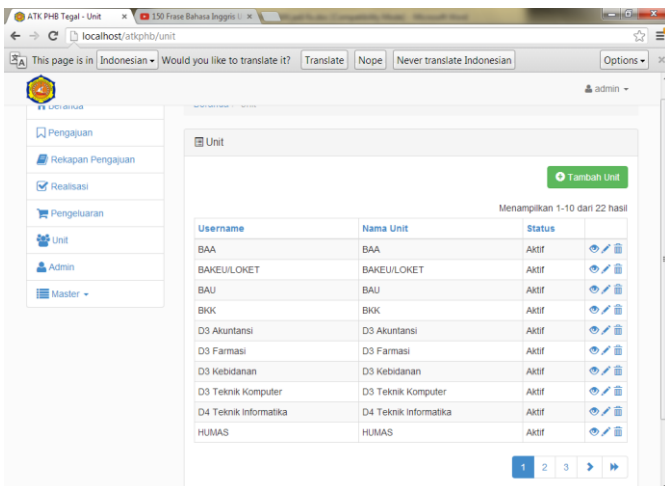 ATK PHB Tegal - Unit
150 Frase Bahasa Inggris
localhost/atkphb/unit
This page is in Indonesian Would you like to translate it? Translate Nope Never translate Indonesian Options
admin
Beranda
Beranda / Unit
Pengajuan
Rekapan Pengajuan
Realisasi
Pengeluaran
Unit
Admin
Master
Unit
Tambah Unit
Menampilkan 1-10 dari 22 hasil
Username Nama Unit Status
BAA BAA Aktif
BAKEU/LOKET BAKEU/LOKET Aktif
BAU BAU Aktif
BKK BKK Aktif
D3 Akuntansi D3 Akuntansi Aktif
D3 Farmasi D3 Farmasi Aktif
D3 Kebidanan D3 Kebidanan Aktif
D3 Teknik Komputer D3 Teknik Komputer Aktif
D4 Teknik Informatika D4 Teknik Informatika Aktif
HUMAS HUMAS Aktif
1 2 3